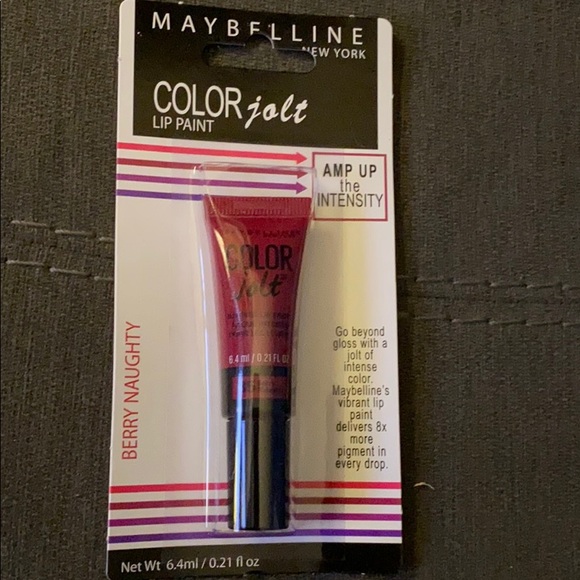 MAYBELLINE
NEW YORK
COLOR jolt
LIP PAINT
AMP UP
the
INTENSITY
COLOR
jolt
6.4 ml / 0.21 FL OZ
BERRY NAUGHTY
Go beyond
gloss with a
jolt of
intense
color.
Maybelline's
vibrant lip
paint
delivers 8x
more
pigment in
every drop.
Net Wt 6.4ml / 0.21 fl oz